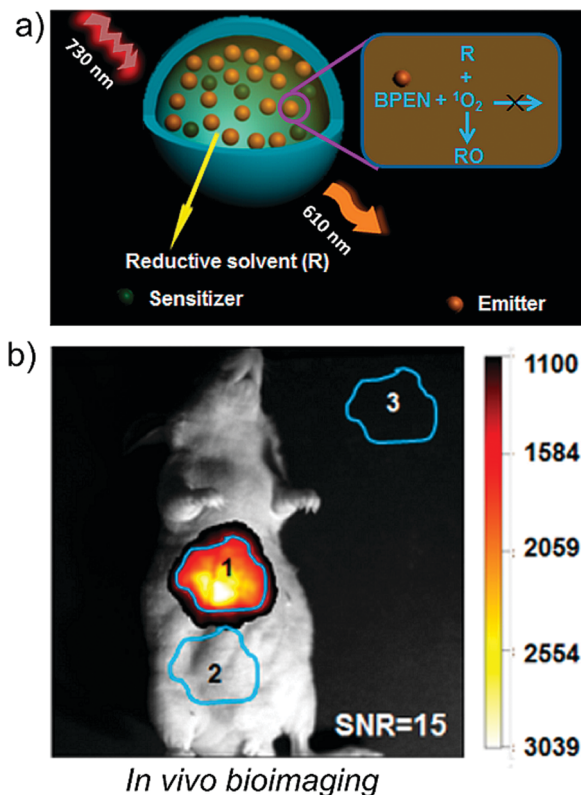 a)
730 nm
R
+
BPEN + ¹O₂
RO
610 nm
Reductive solvent (R)
Sensitizer
Emitter
b)
3
1
2
SNR=15
1100
1584
2059
2554
3039
In vivo bioimaging